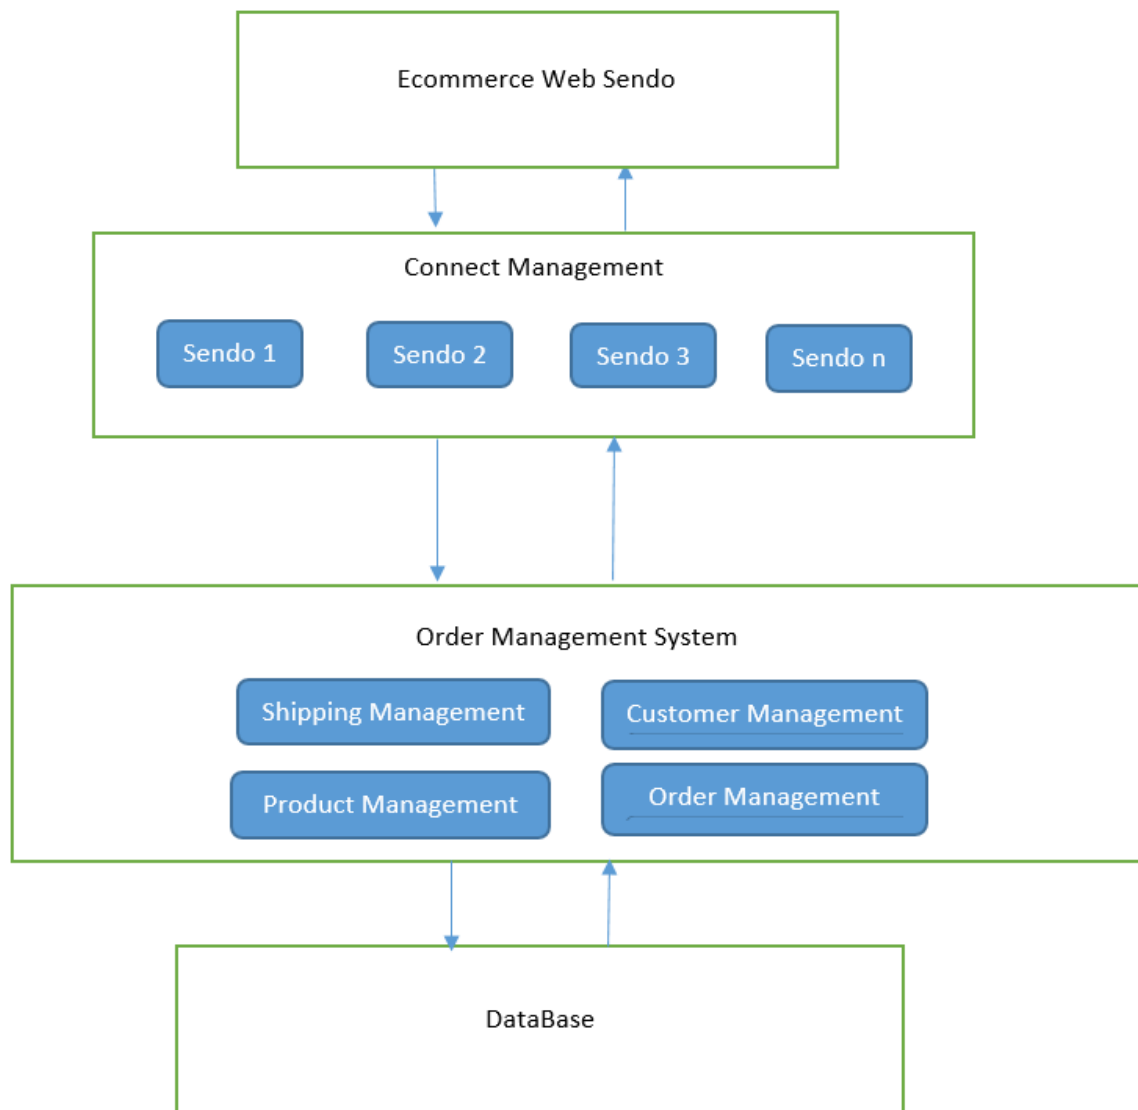 Ecommerce Web Sendo
Connect Management
Sendo 1
Sendo 2
Sendo 3
Sendo n
Order Management System
Shipping Management
Customer Management
Product Management
Order Management
DataBase